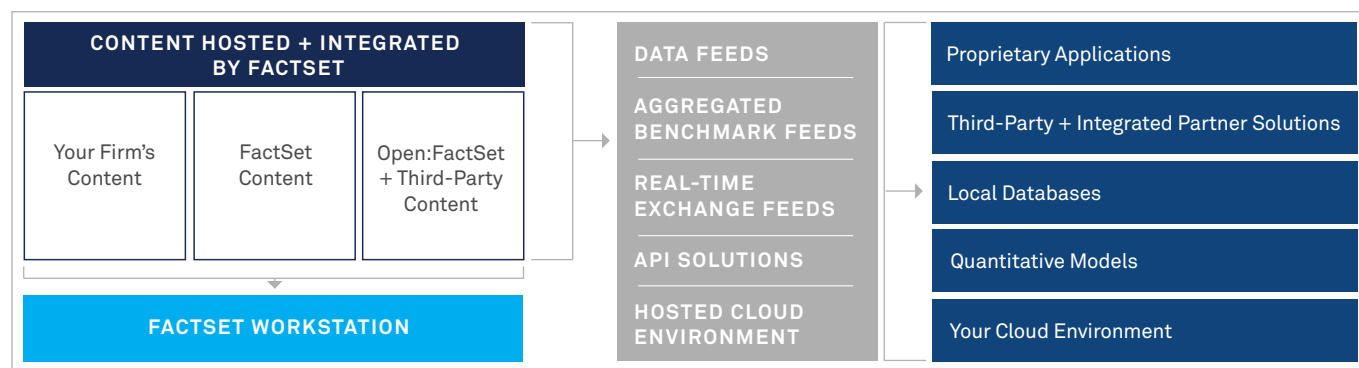 CONTENT HOSTED + INTEGRATED
BY FACTSET
Your Firm’s
Content
FactSet
Content
Open:FactSet
+ Third-Party
Content
FACTSET WORKSTATION
DATA FEEDS
AGGREGATED
BENCHMARK FEEDS
REAL-TIME
EXCHANGE FEEDS
API SOLUTIONS
HOSTED CLOUD
ENVIRONMENT
Proprietary Applications
Third-Party + Integrated Partner Solutions
Local Databases
Quantitative Models
Your Cloud Environment